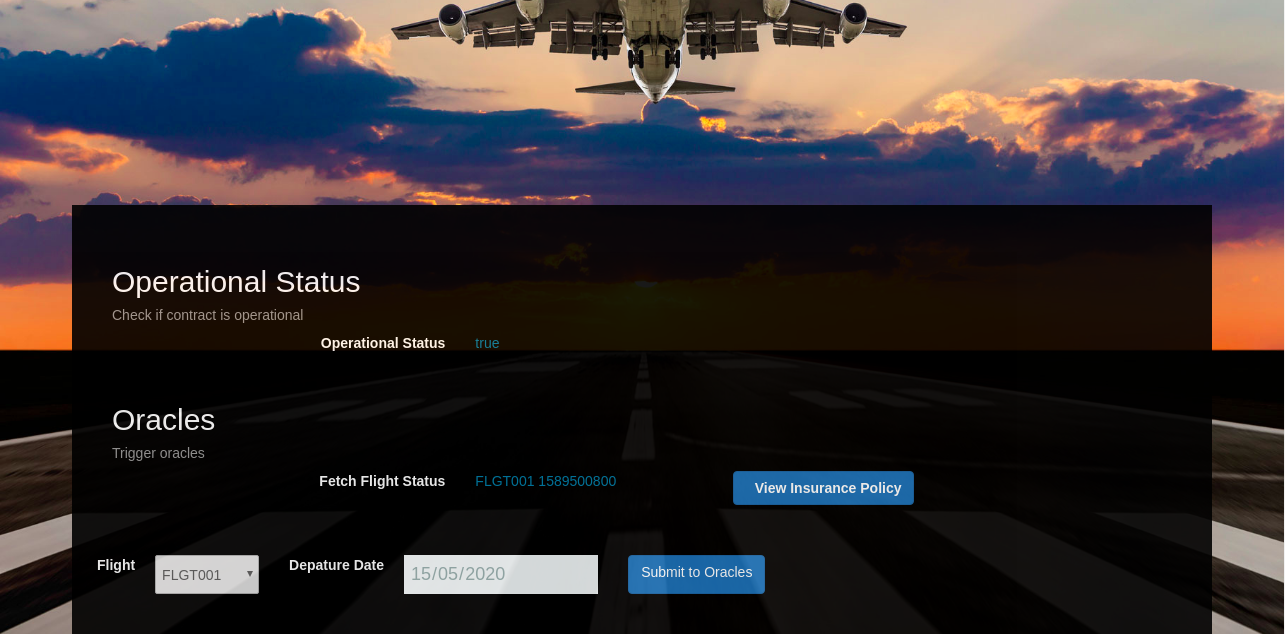 Operational Status
Check if contract is operational
Operational Status true
Oracles
Trigger oracles
Fetch Flight Status FLGT001 1589500800 View Insurance Policy
Flight FLGT001 Depature Date 15/05/2020 Submit to Oracles